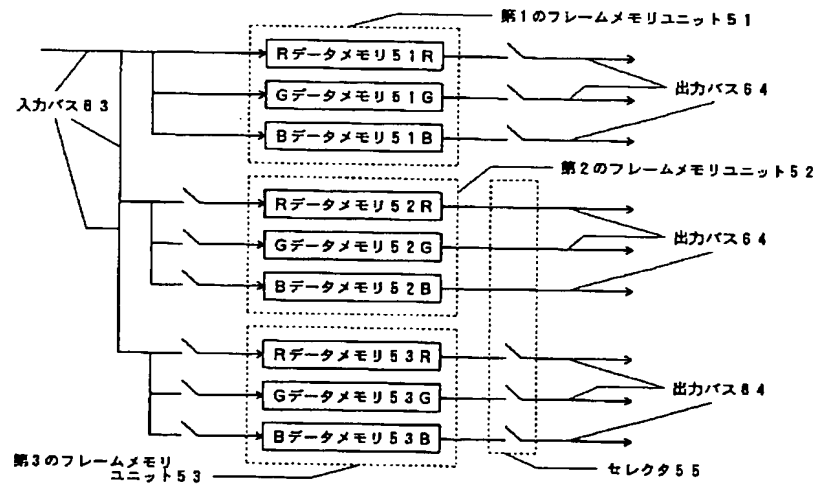 第1のフレームメモリユニット51
Rデータメモリ51R
Gデータメモリ51G
Bデータメモリ51B
入力バス63
出力バス64
第2のフレームメモリユニット52
Rデータメモリ52R
Gデータメモリ52G
Bデータメモリ52B
出力バス64
Rデータメモリ53R
Gデータメモリ53G
Bデータメモリ53B
出力バス64
第3のフレームメモリ
ユニット53
セレクタ55